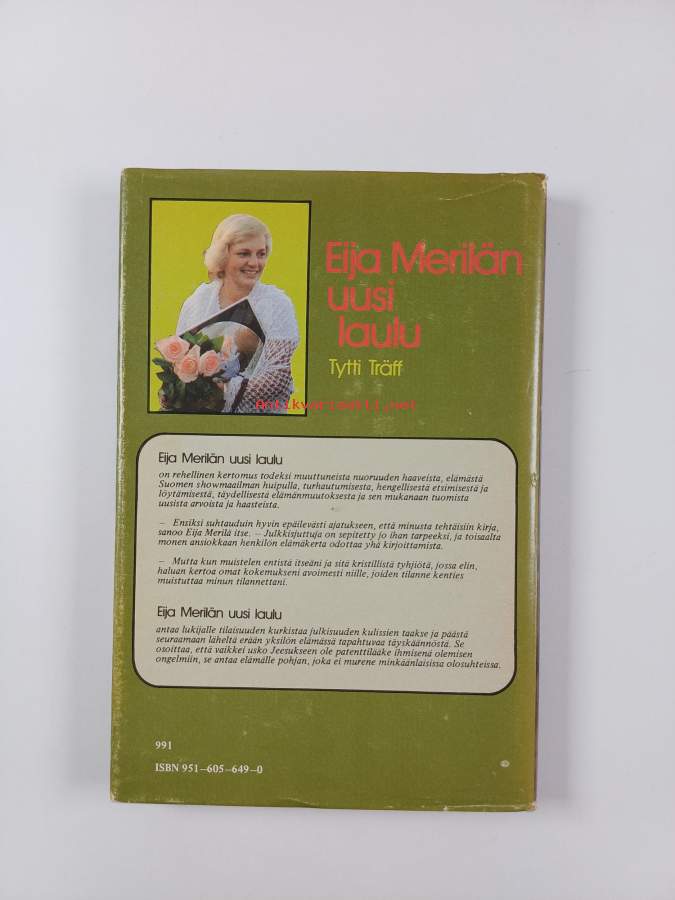 Eija Merilän
uusi
laulu
Tytti Träff
Antikvariaatti.net
Eija Merilän uusi laulu
on rehellinen kertomus todeksi muuttuneista nuoruuden haaveista, elämästä
Suomen showmaailman huipulla, turhautumisesta, hengellisestä etsimisestä ja
löytämisestä, täydellisestä elämänmuutoksesta ja sen mukanaan tuomista
uusista arvoista ja haasteista.
– Ensiksi suhtauduin hyvin epäilevästi ajatukseen, että minusta tehtäisiin kirja,
sanoo Eija Merilä itse. – Julkkisjuttuja on sepitetty jo ihan tarpeeksi, ja toisaalta
monen ansiokkaan henkilön elämäkerta odottaa yhä kirjoittamista.
– Mutta kun muistelen entistä itseäni ja sitä kristillistä tyhjiötä, jossa elin,
haluan kertoa omat kokemukseni avoimesti niille, joiden tilanne kenties
muistuttaa minun tilannettani.
Eija Merilän uusi laulu
antaa lukijalle tilaisuuden kurkistaa julkisuuden kulissien taakse ja päästä
seuraamaan läheltä erään yksilön elämässä tapahtuvaa täyskäännöstä. Se
osoittaa, että vaikkei usko Jeesukseen ole patenttilääke ihmisenä olemisen
ongelmiin, se antaa elämälle pohjan, joka ei murene minkäänlaisissa olosuhteissa.
991
ISBN 951–605–649–0